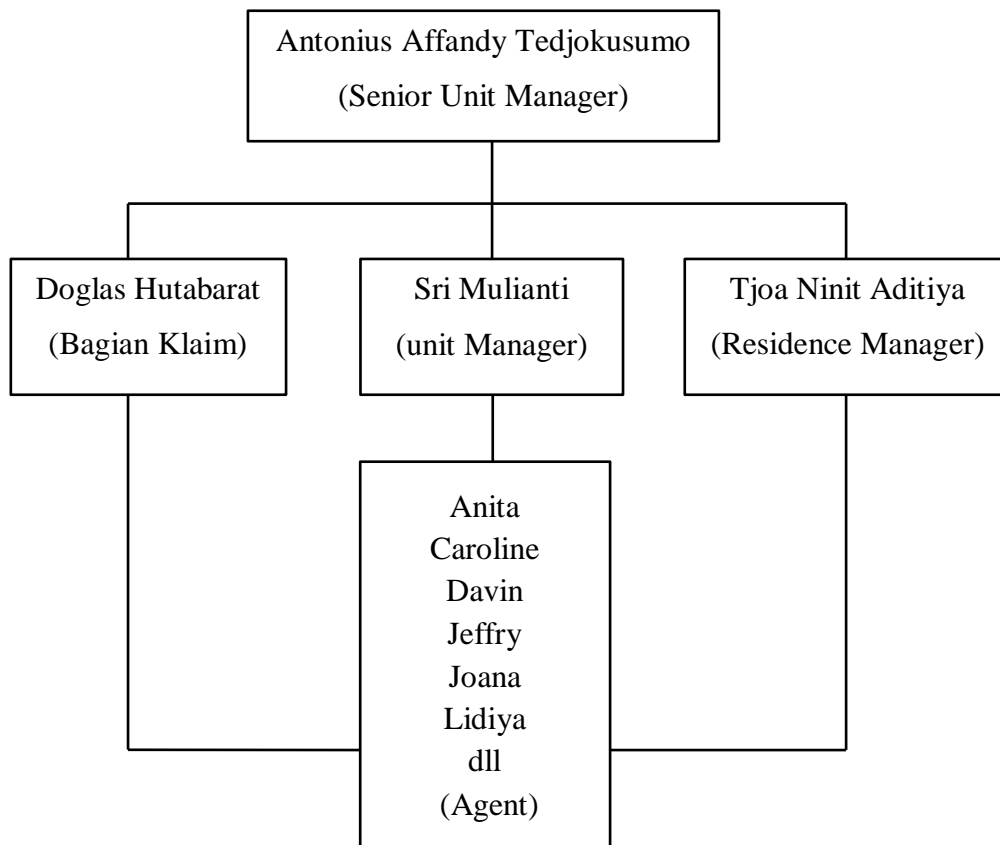 Antonius Affandy Tedjokusumo
(Senior Unit Manager)
Doglas Hutabarat
(Bagian Klaim)
Sri Mulianti
(unit Manager)
Tjoa Ninit Aditiya
(Residence Manager)
Anita
Caroline
Davin
Jeffry
Joana
Lidiya
dll
(Agent)